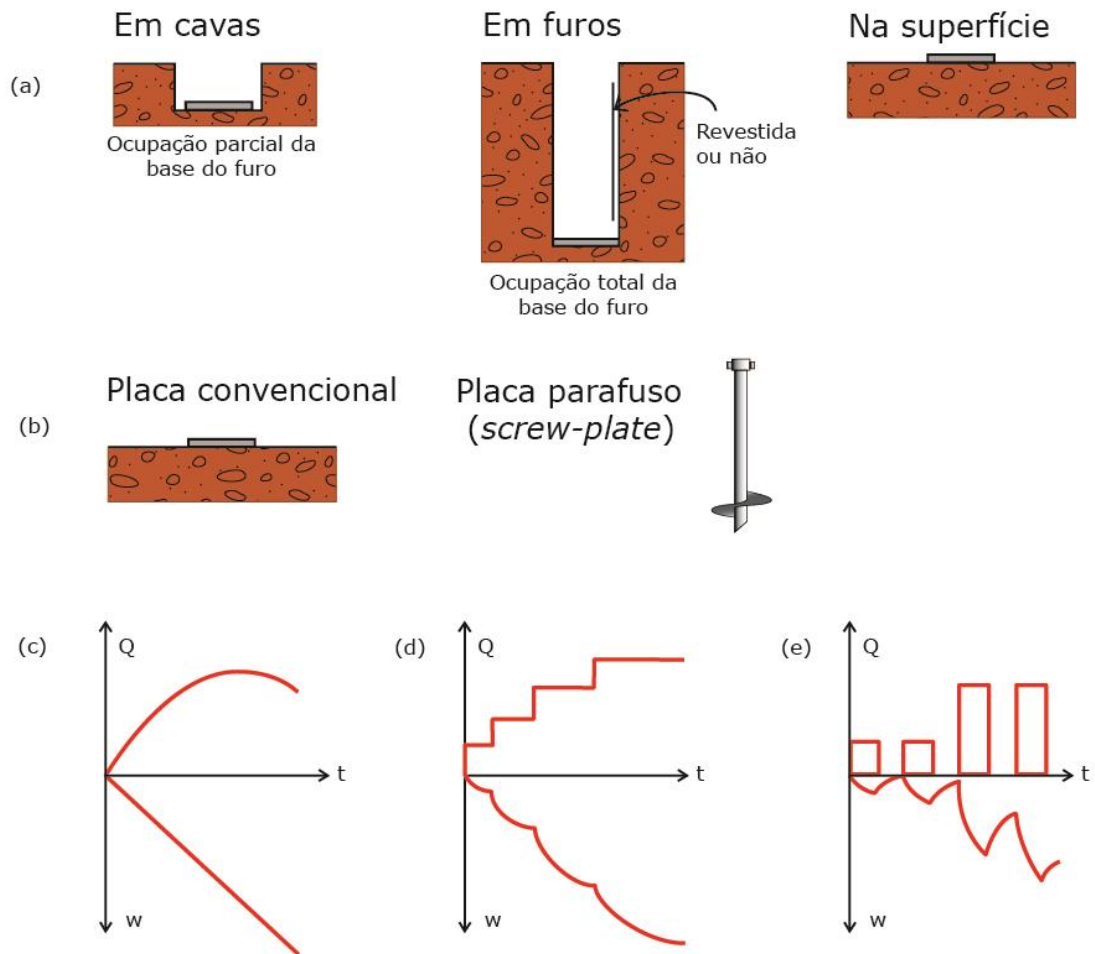 Em cavas
Em furos
Na superfície
(a)
Ocupação parcial da
base do furo
Revestida
ou não
Ocupação total da
base do furo
Placa convencional
Placa parafuso
(screw-plate)
(b)
(c)
Q
t
w
(d)
Q
t
w
(e)
Q
t
w